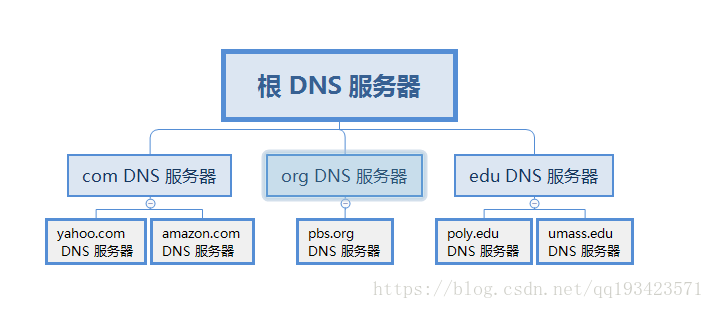 根 DNS 服务器
com DNS 服务器
org DNS 服务器
edu DNS 服务器
yahoo.com
DNS 服务器
amazon.com
DNS 服务器
pbs.org
DNS 服务器
poly.edu
DNS 服务器
umass.edu
DNS 服务器
https://blog.csdn.net/qq193423571